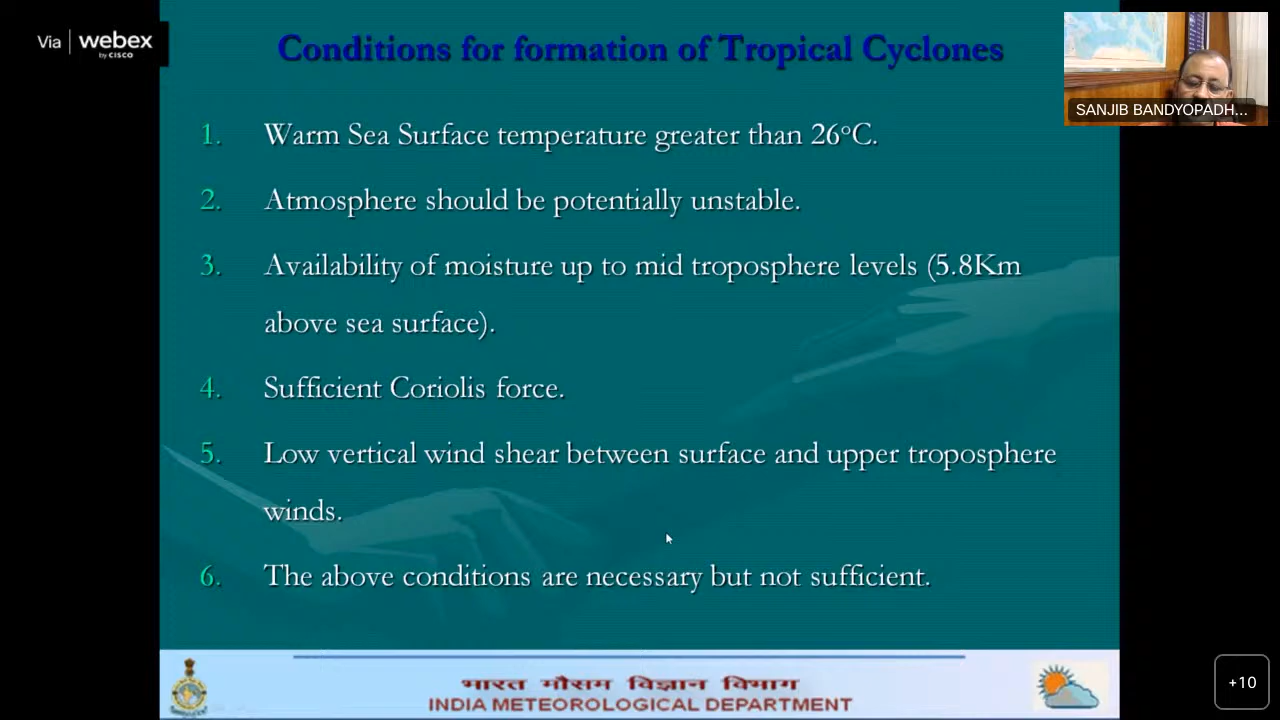 Via | webex
by CISCO
Conditions for formation of Tropical Cyclones
SANJIB BANDYOPADH...
1. Warm Sea Surface temperature greater than 26°C.
2. Atmosphere should be potentially unstable.
3. Availability of moisture up to mid troposphere levels (5.8Km
above sea surface).
4. Sufficient Coriolis force.
5. Low vertical wind shear between surface and upper troposphere
winds.
6. The above conditions are necessary but not sufficient.
भारत मौसम विज्ञान विभाग
INDIA METEOROLOGICAL DEPARTMENT
+10